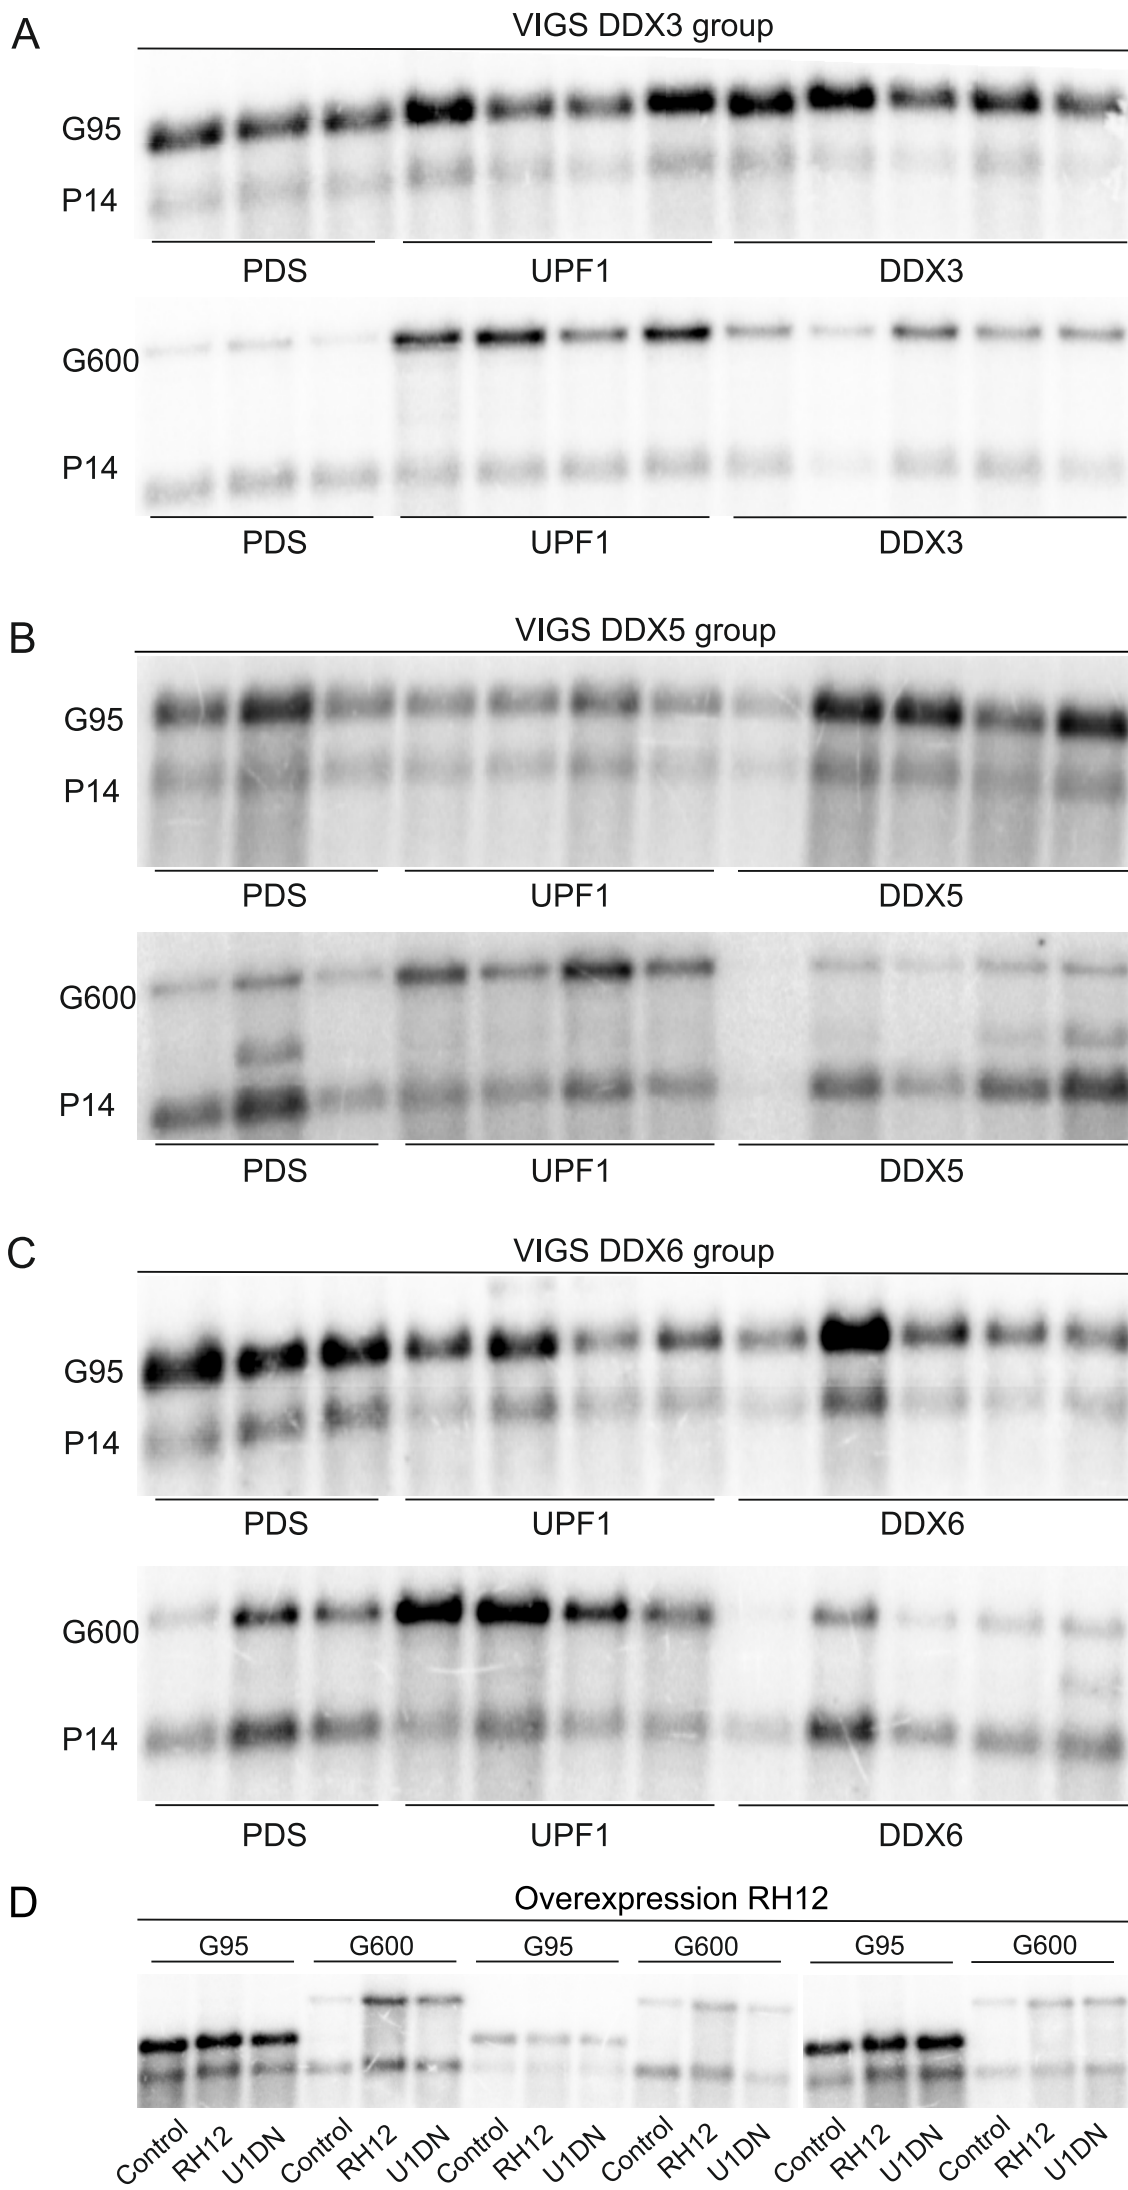 A
VIGS DDX3 group
G95
P14
PDS UPF1 DDX3
G600
P14
PDS UPF1 DDX3
B
VIGS DDX5 group
G95
P14
PDS UPF1 DDX5
G600
P14
PDS UPF1 DDX5
C
VIGS DDX6 group
G95
P14
PDS UPF1 DDX6
G600
P14
PDS UPF1 DDX6
D
Overexpression RH12
G95 G600 G95 G600 G95 G600
Control RH12 U1DN Control RH12 U1DN Control RH12 U1DN Control RH12 U1DN Control RH12 U1DN Control RH12 U1DN